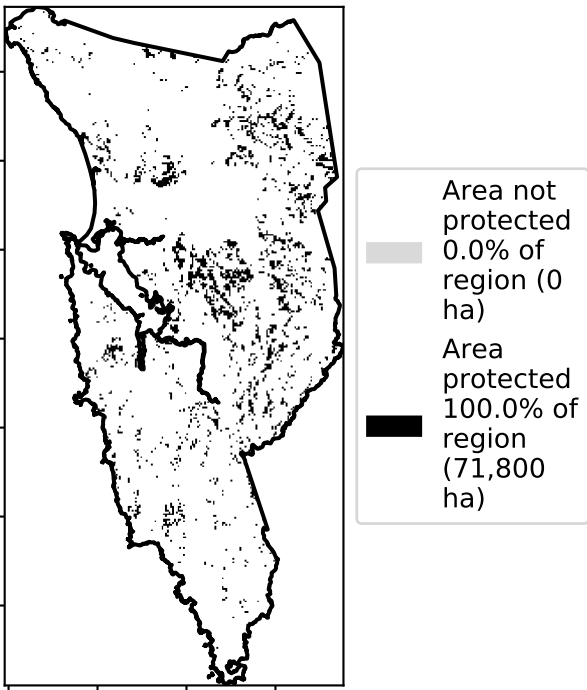 Area not
protected
0.0% of
region (0
ha)
Area
protected
100.0% of
region
(71,800
ha)